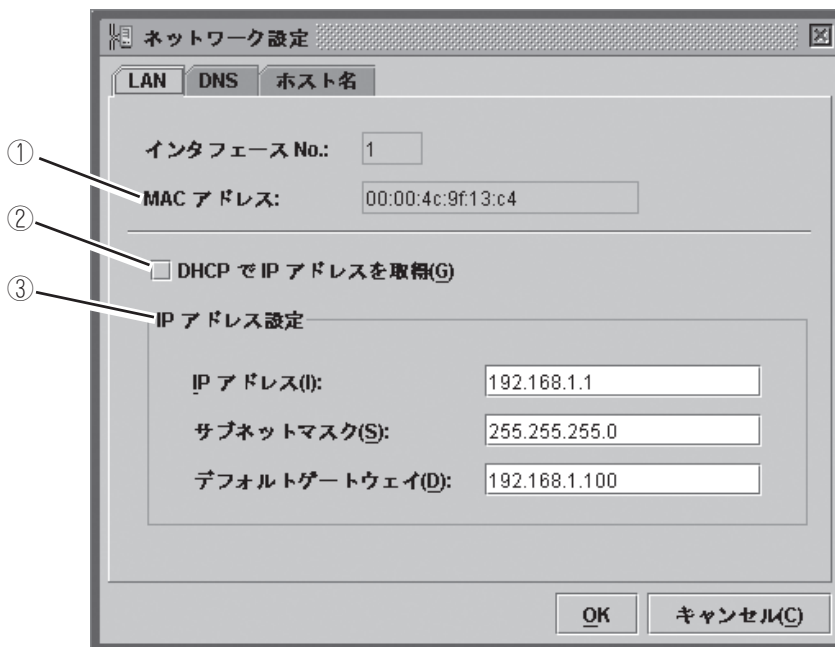 ネットワーク設定
LAN DNS ホスト名
① インタフェース No.: 1
MAC アドレス: 00:00:4c:9f:13:c4
② DHCP で IP アドレスを取得(G)
③ IP アドレス設定
IP アドレス(I): 192.168.1.1
サブネットマスク(S): 255.255.255.0
デフォルトゲートウェイ(D): 192.168.1.100
OK キャンセル(C)